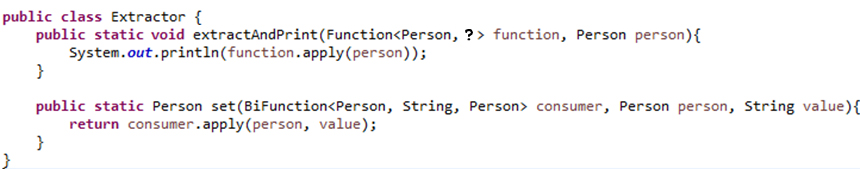 public class Extractor {
    public static void extractAndPrint(Function<Person, ? > function, Person person){
        System.out.println(function.apply(person));
    }

    public static Person set(BiFunction<Person, String, Person> consumer, Person person, String value){
        return consumer.apply(person, value);
    }
}